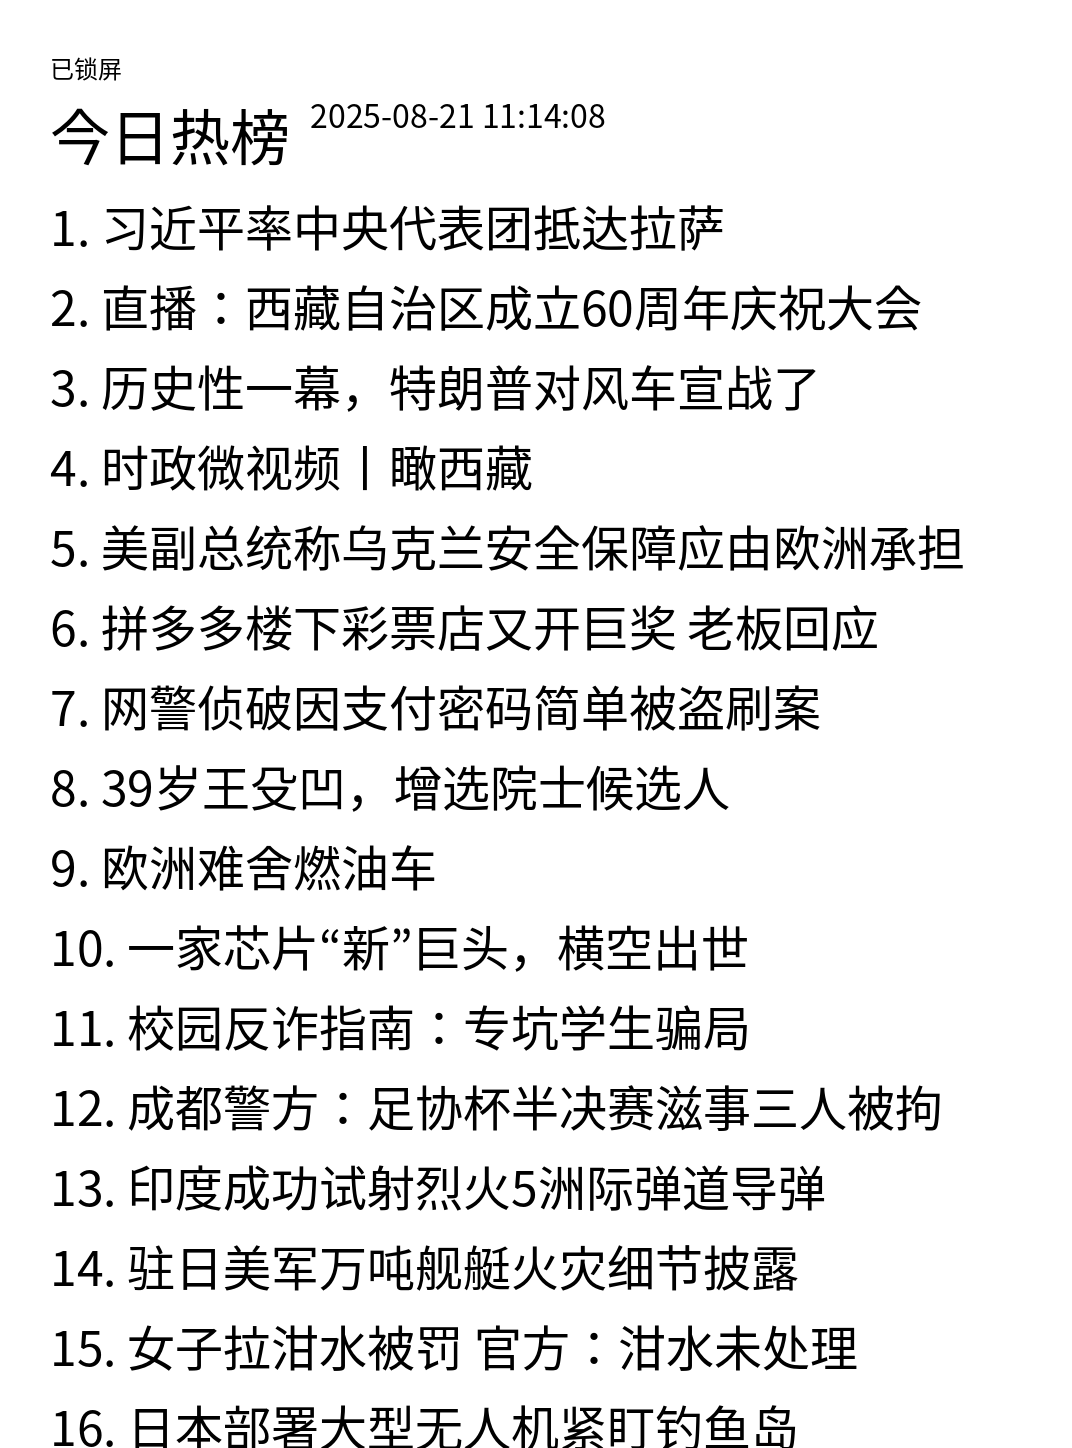 已锁屏
今日热榜 2025-08-21 11:14:08
1. 习近平率中央代表团抵达拉萨
2. 直播：西藏自治区成立60周年庆祝大会
3. 历史性一幕，特朗普对风车宣战了
4. 时政微视频丨瞰西藏
5. 美副总统称乌克兰安全保障应由欧洲承担
6. 拼多多楼下彩票店又开巨奖 老板回应
7. 网警侦破因支付密码简单被盗刷案
8. 39岁王殳凹，增选院士候选人
9. 欧洲难舍燃油车
10. 一家芯片“新”巨头，横空出世
11. 校园反诈指南：专坑学生骗局
12. 成都警方：足协杯半决赛滋事三人被拘
13. 印度成功试射烈火5洲际弹道导弹
14. 驻日美军万吨舰艇火灾细节披露
15. 女子拉泔水被罚 官方：泔水未处理
16. 日本部署大型无人机紧盯钓鱼岛